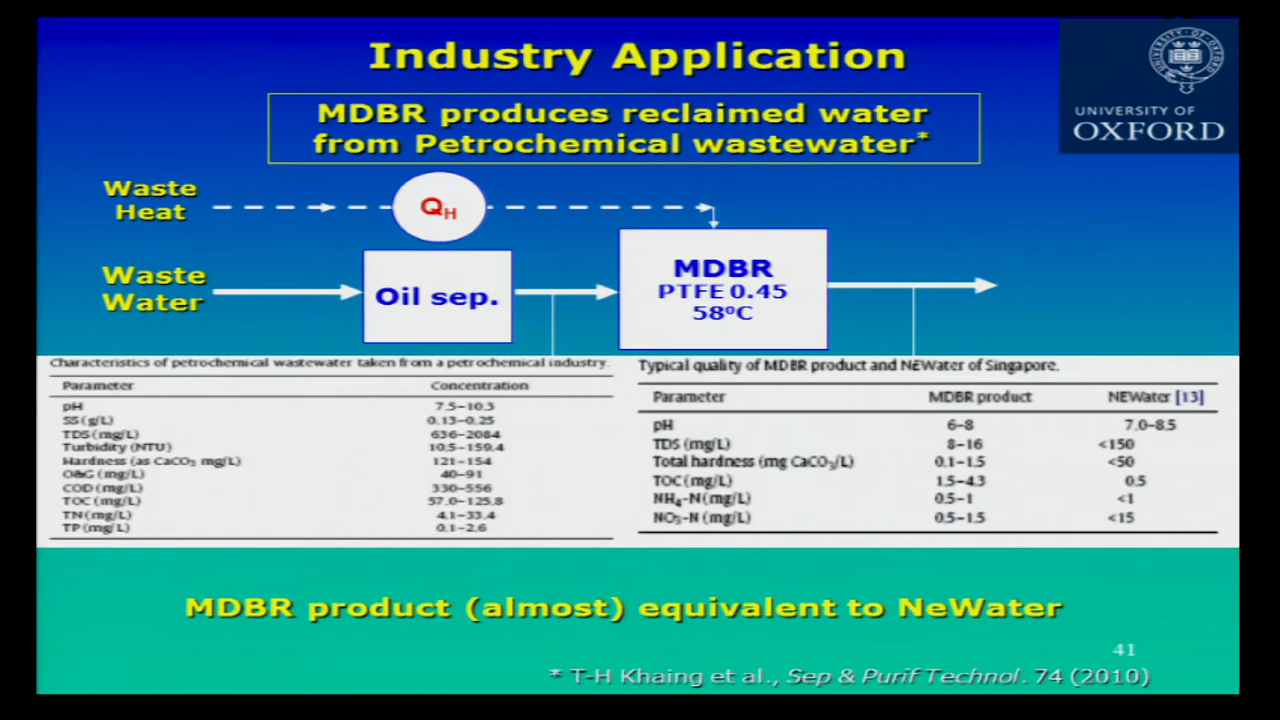 Industry Application
UNIVERSITY OF
OXFORD
MDBR produces reclaimed water
from Petrochemical wastewater*
Waste
Heat
QH
Waste
Water
Oil sep.
MDBR
PTFE 0.45
58ºC
Characteristics of petrochemical wastewater taken from a petrochemical industry.
Parameter Concentration
pH 7.5–10.3
SS (g/L) 0.13–0.25
TDS (mg/L) 636–2084
Turbidity (NTU) 10.5–159.4
Hardness (as CaCO3 mg/L) 121–154
O&G (mg/L) 40–91
COD (mg/L) 330–556
TOC (mg/L) 57.0–125.8
TN (mg/L) 4.1–33.4
TP (mg/L) 0.1–2.6
Typical quality of MDBR product and NEWater of Singapore.
Parameter MDBR product NEWater [13]
pH 6–8 7.0–8.5
TDS (mg/L) 8–16 <150
Total hardness (mg CaCO3/L) 0.1–1.5 <50
TOC (mg/L) 1.5–4.3 0.5
NH4-N (mg/L) 0.5–1 <1
NO3-N (mg/L) 0.5–1.5 <15
MDBR product (almost) equivalent to NeWater
41
* T-H Khaing et al., Sep & Purif Technol. 74 (2010)